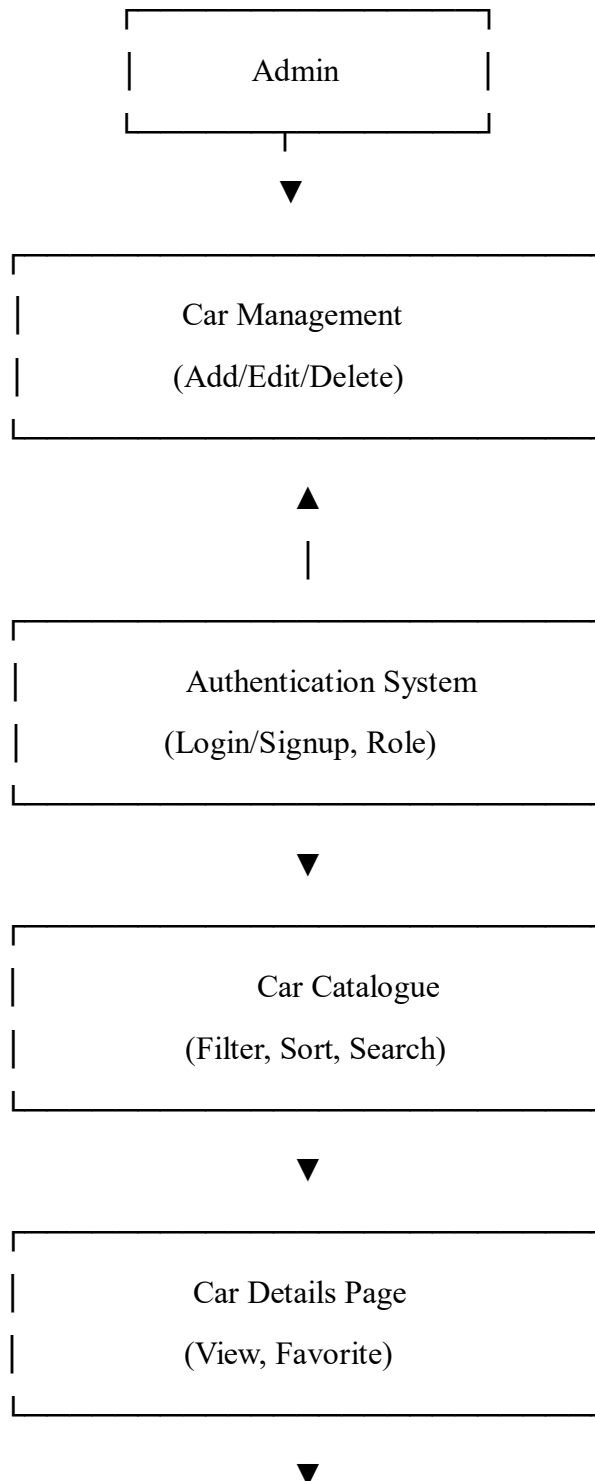 Admin
Car Management
(Add/Edit/Delete)
Authentication System
(Login/Signup, Role)
Car Catalogue
(Filter, Sort, Search)
Car Details Page
(View, Favorite)